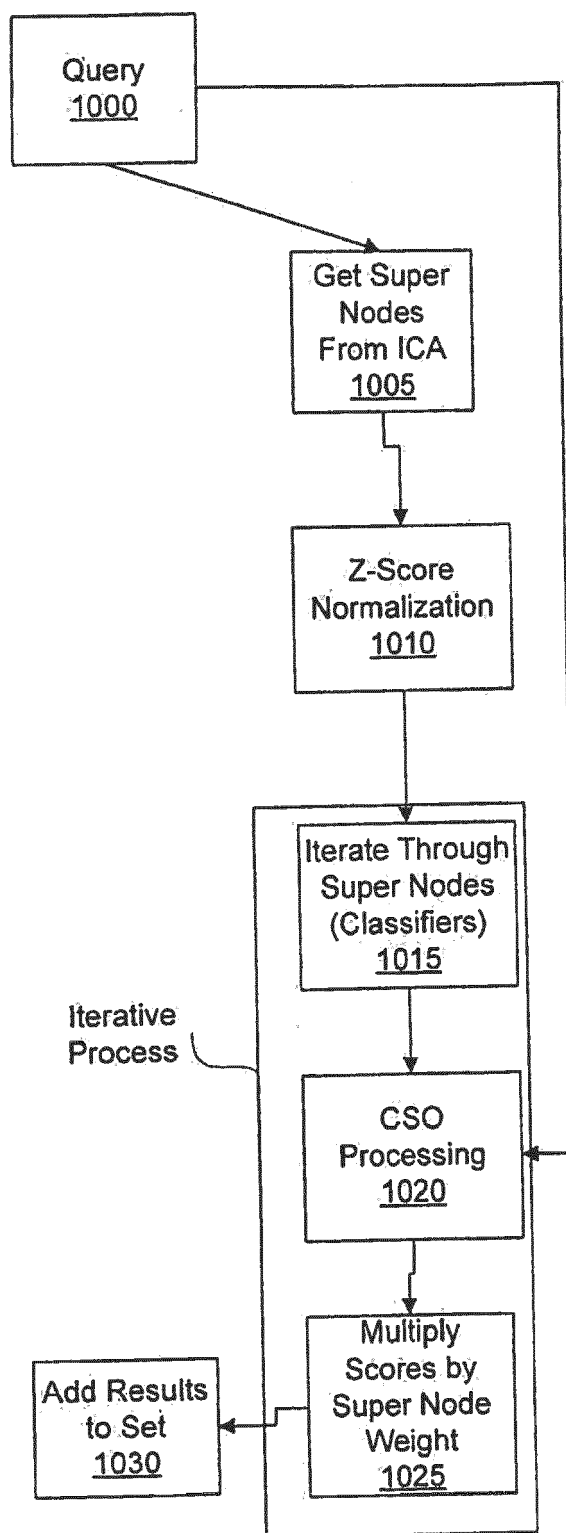 Query
1000
Get Super
Nodes
From ICA
1005
Z-Score
Normalization
1010
Iterate Through
Super Nodes
(Classifiers)
1015
Iterative
Process
CSO
Processing
1020
Multiply
Scores by
Super Node
Weight
1025
Add Results
to Set
1030